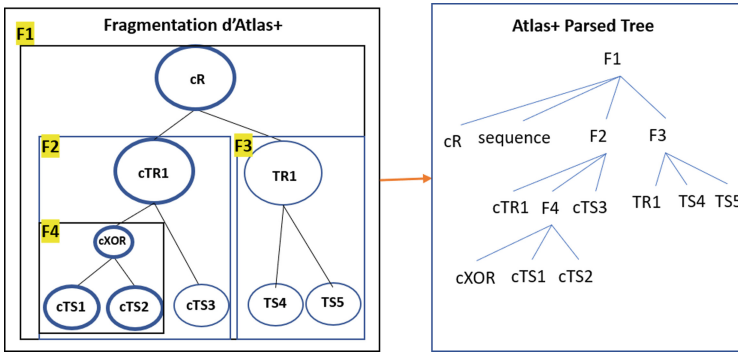 Fragmentation d'Atlas+
F1
cR
F2
cTR1
F3
TR1
F4
cXOR
cTS1
cTS2
cTS3
TS4
TS5
Atlas+ Parsed Tree
F1
cR sequence F2 F3
cTR1 F4 cTS3 TR1 TS4 TS5
cXOR cTS1 cTS2